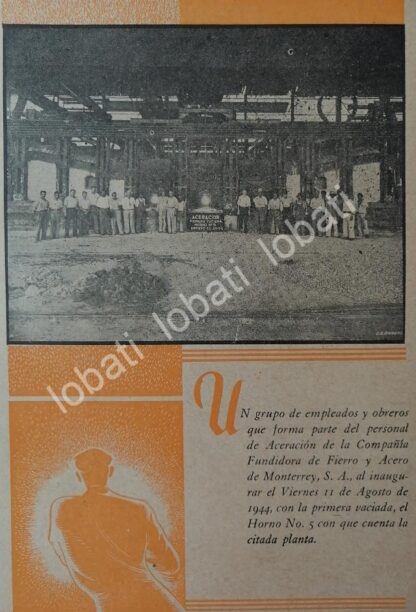 ACERACION
lobati lobati lobati
UN grupo de empleados y obreros
que forma parte del personal
de Aceración de la Compañía
Fundidora de Fierro y Acero
de Monterrey, S. A., al inaugu-
rar el Viernes 11 de Agosto de
1944, con la primera vaciada, el
Horno No. 5 con que cuenta la
citada planta.